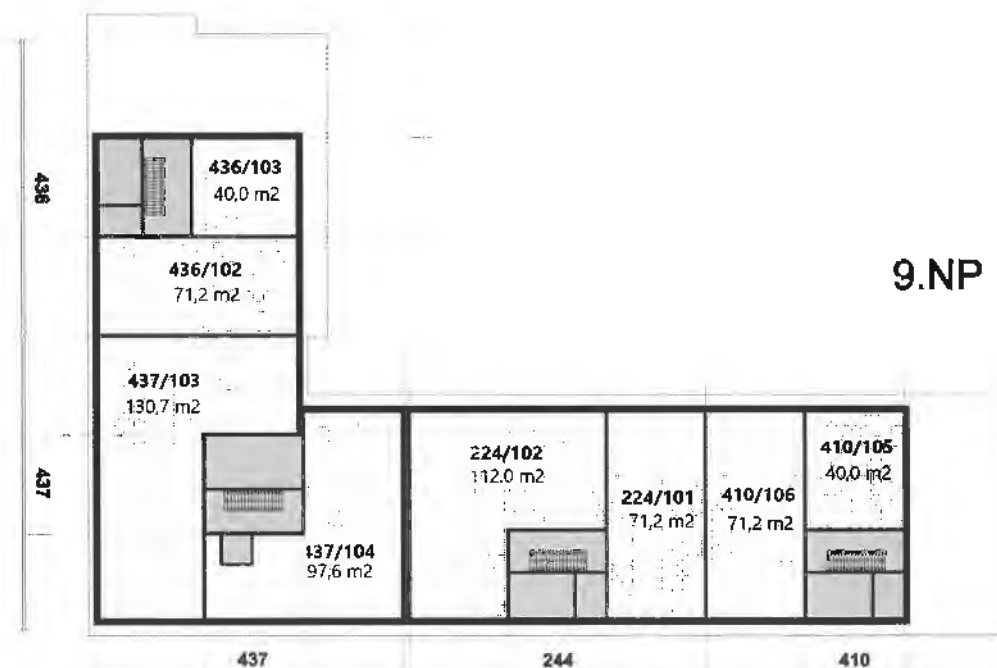 436/103
40,0 m2
436
436/102
71,2 m2
9.NP
437/103
130,7 m2
437
224/102
112.0 m2
410/105
40,0 m2
224/101
71,2 m2
410/106
71,2 m2
437/104
97,6 m2
437
244
410